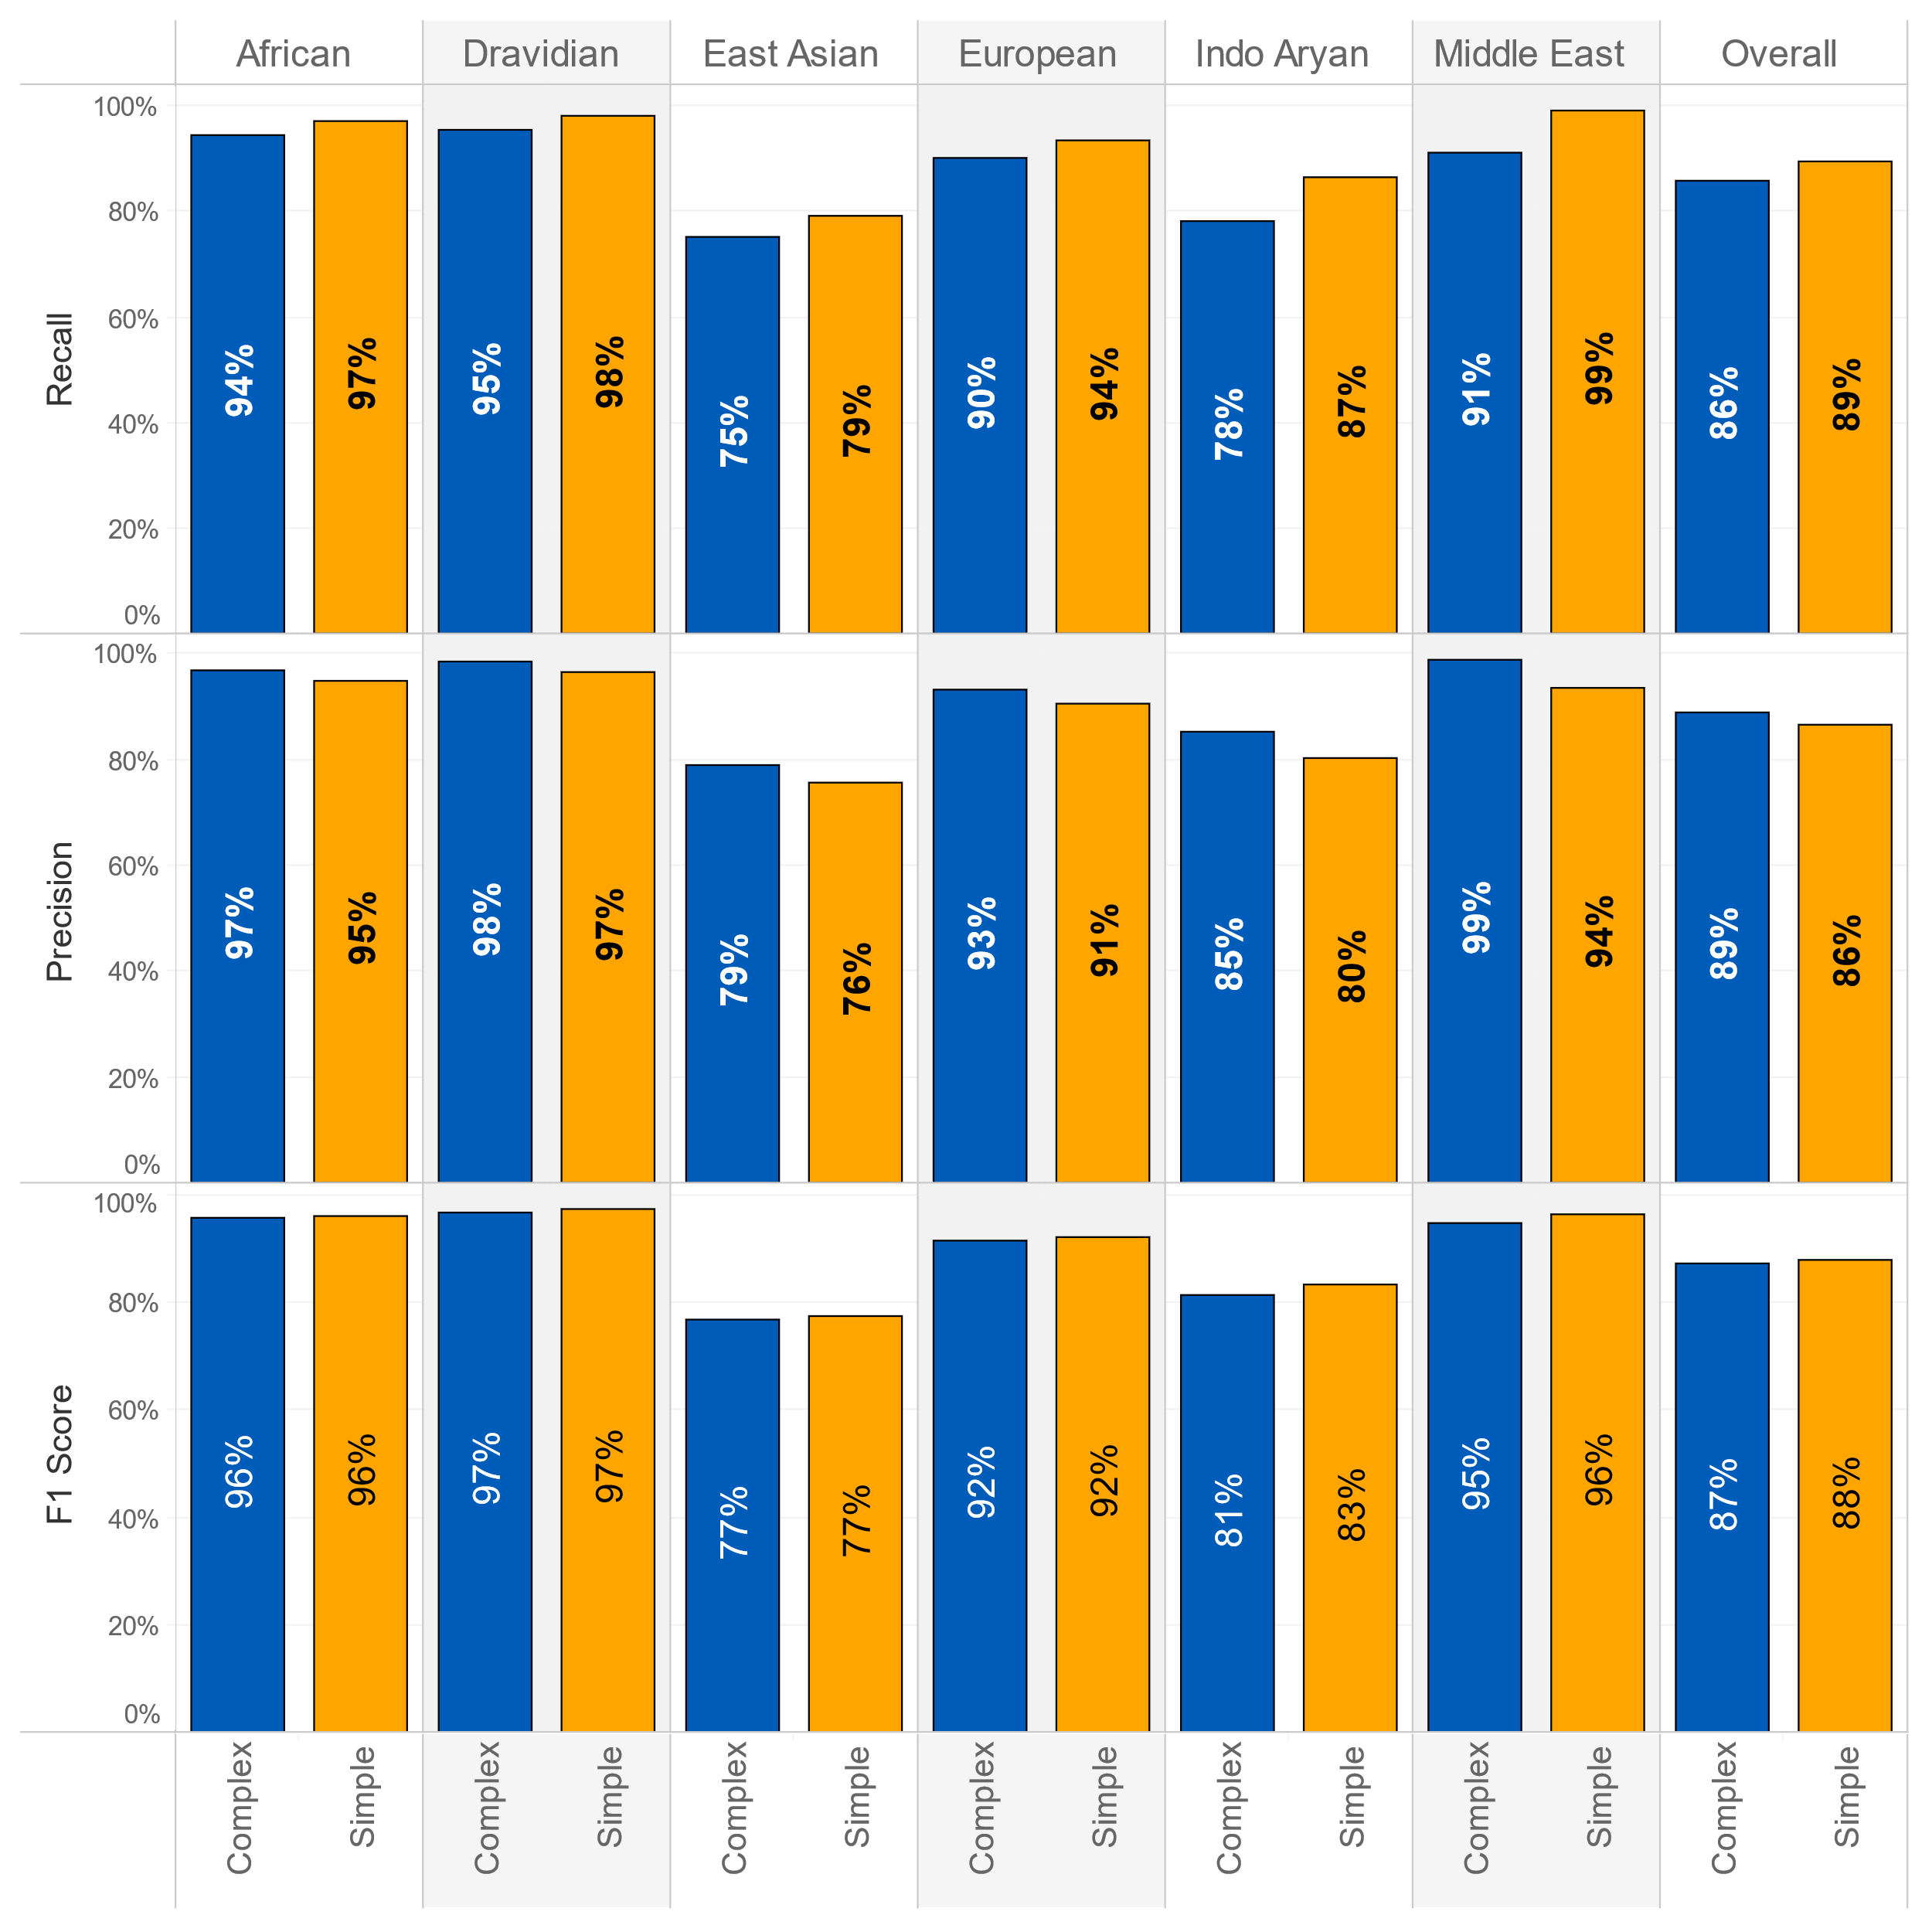 African Dravidian East Asian European Indo Aryan Middle East Overall
Recall
100%
80%
60%
40%
20%
0%
94% 97% 95% 98% 75% 79% 90% 94% 78% 87% 91% 99% 86% 89%
Precision
100%
80%
60%
40%
20%
0%
97% 95% 98% 97% 79% 76% 93% 91% 85% 80% 99% 94% 89% 86%
F1 Score
100%
80%
60%
40%
20%
0%
96% 96% 97% 97% 77% 77% 92% 92% 81% 83% 95% 96% 87% 88%
Complex Simple Complex Simple Complex Simple Complex Simple Complex Simple Complex Simple Complex Simple